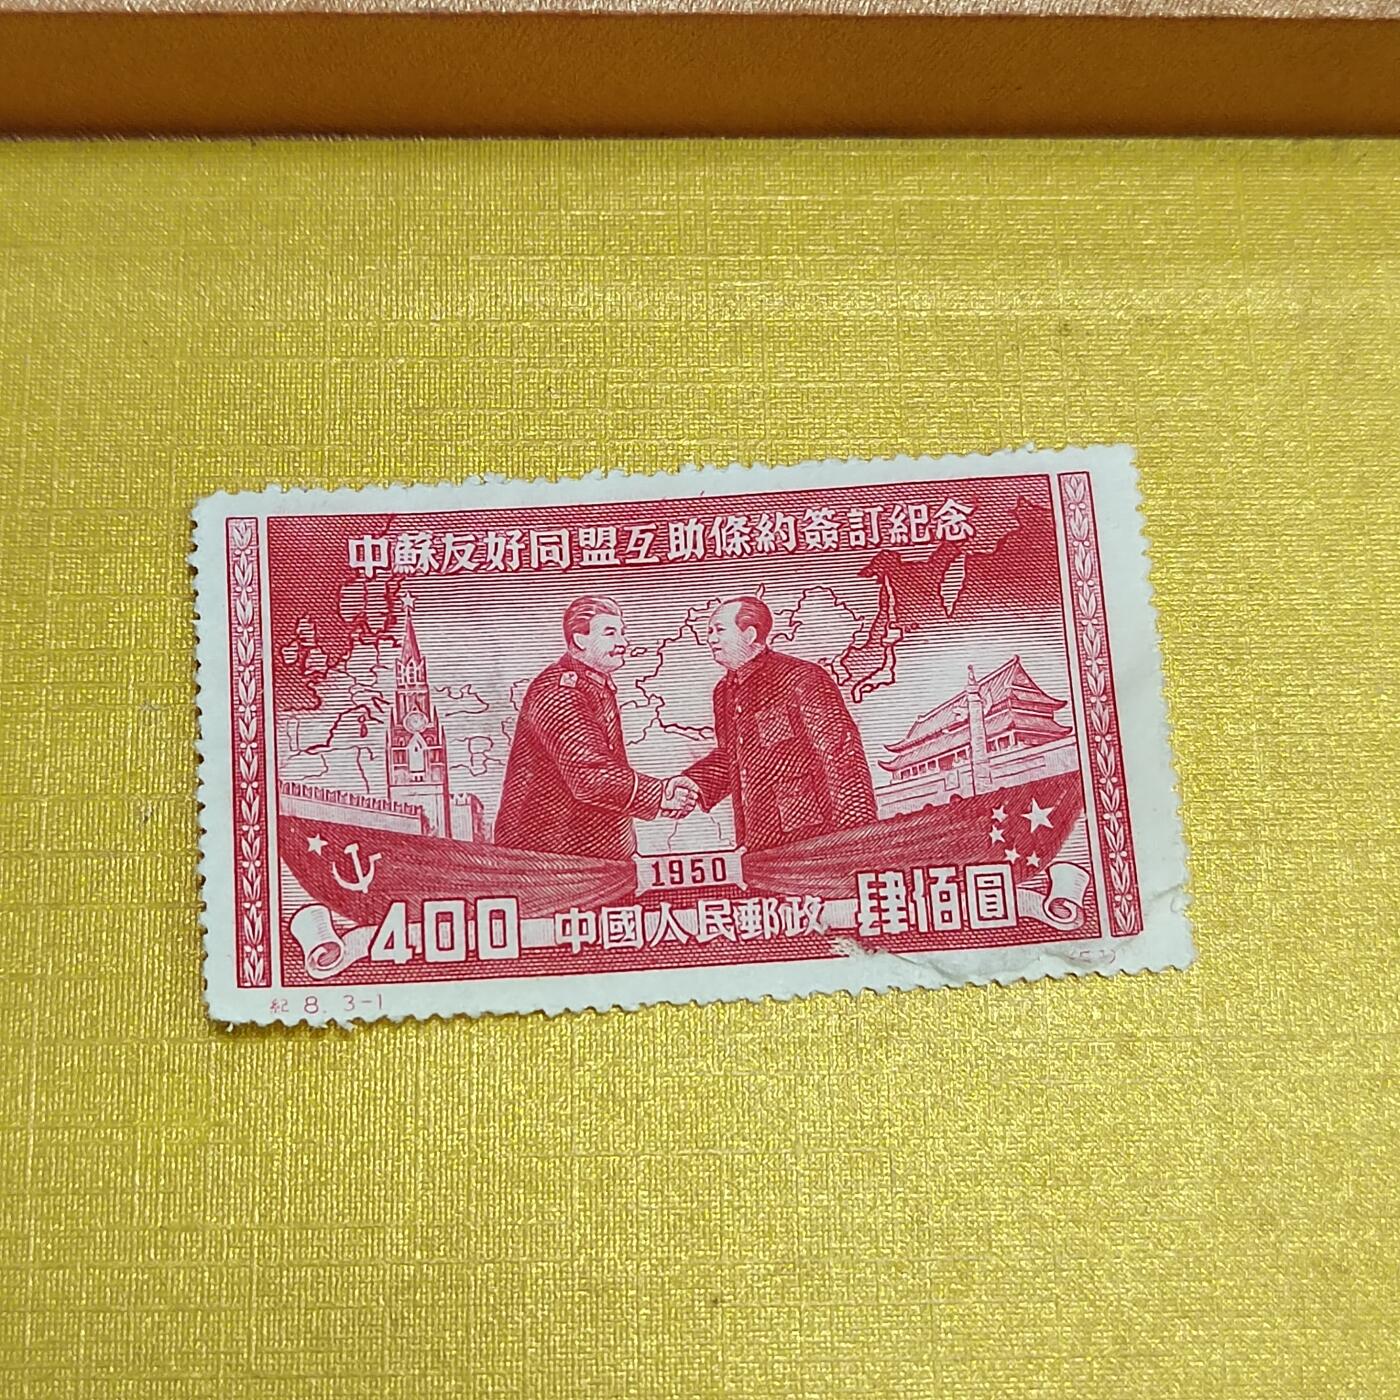 中蘇友好同盟互助條約簽訂紀念
1950
400 中國人民郵政 肆佰圓
紀 8. 3-1